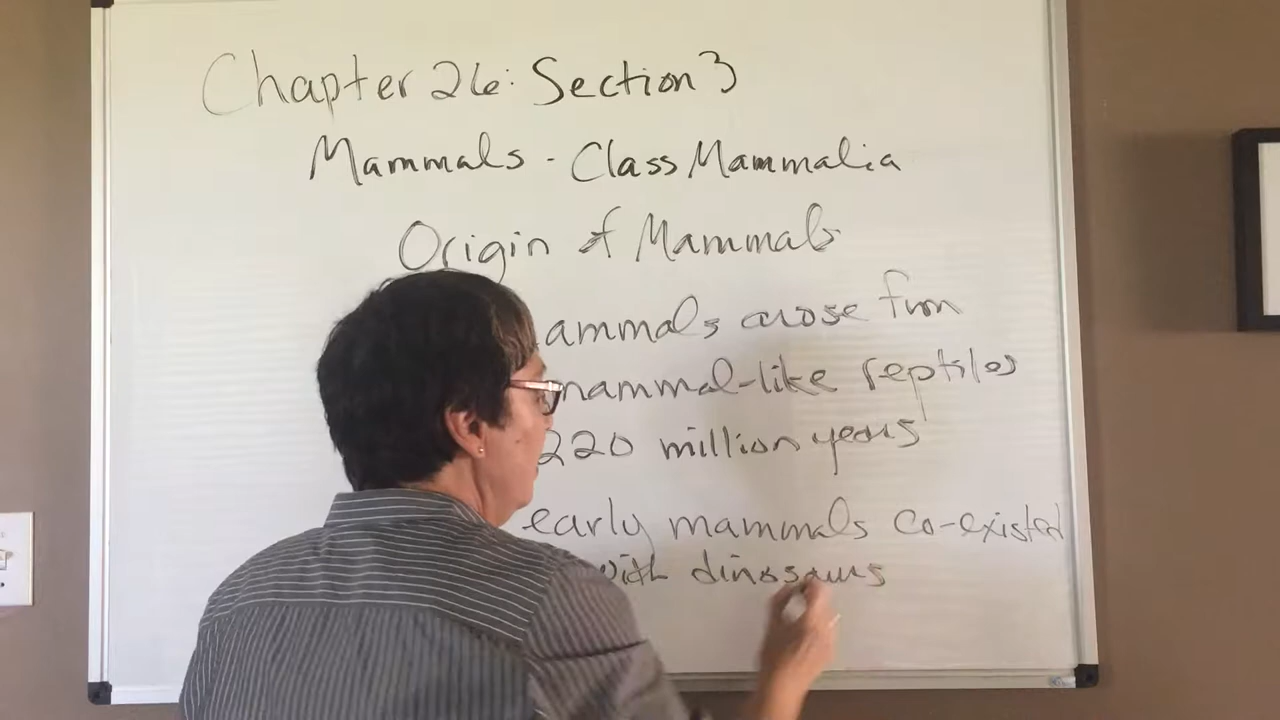 Chapter 26: Section 3
Mammals - Class Mammalia
Origin of Mammals
ammals arose from
mammal-like reptiles
220 million years
early mammals co-existed
with dinosaurs